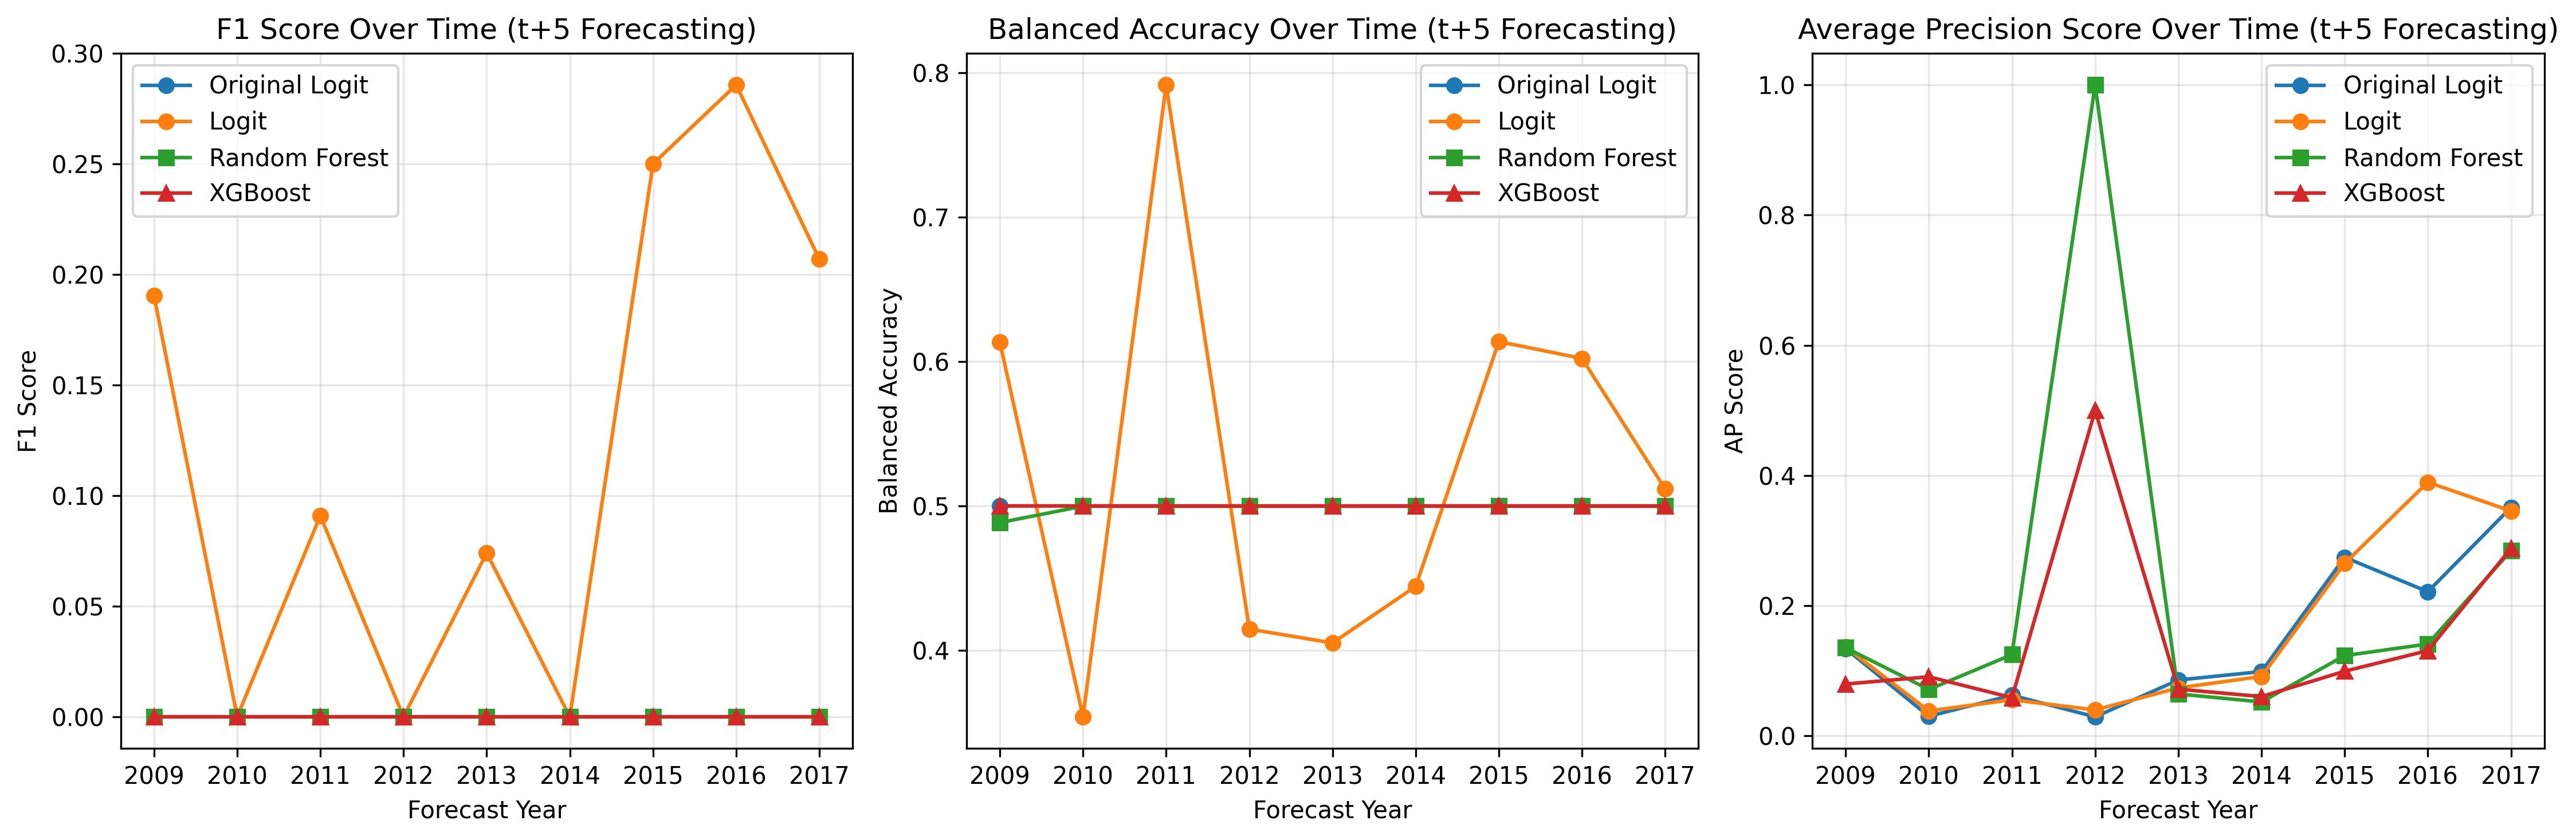 F1 Score Over Time (t+5 Forecasting)
0.30
0.25
0.20
0.15
0.10
0.05
0.00
F1 Score
Original Logit
Logit
Random Forest
XGBoost
2009 2010 2011 2012 2013 2014 2015 2016 2017
Forecast Year
Balanced Accuracy Over Time (t+5 Forecasting)
0.8
0.7
0.6
0.5
0.4
Balanced Accuracy
Original Logit
Logit
Random Forest
XGBoost
2009 2010 2011 2012 2013 2014 2015 2016 2017
Forecast Year
Average Precision Score Over Time (t+5 Forecasting)
1.0
0.8
0.6
0.4
0.2
0.0
AP Score
Original Logit
Logit
Random Forest
XGBoost
2009 2010 2011 2012 2013 2014 2015 2016 2017
Forecast Year